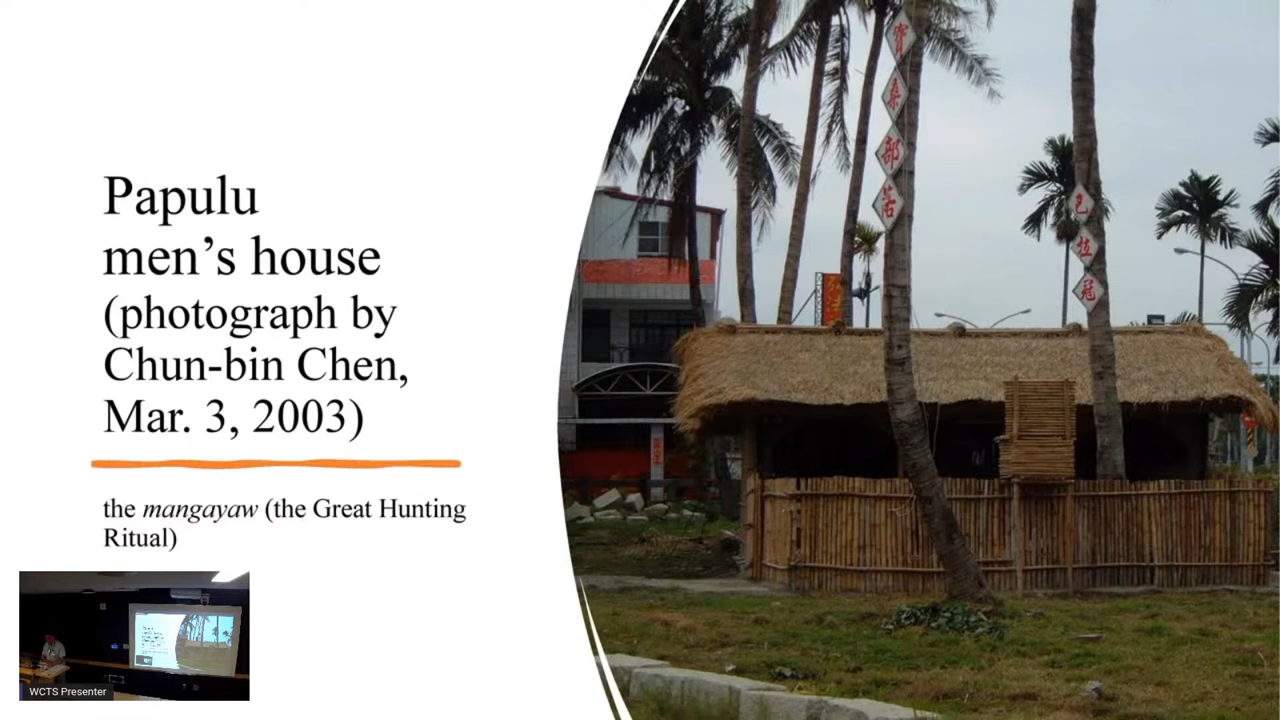 Papulu
men’s house
(photograph by
Chun-bin Chen,
Mar. 3, 2003)
the mangayaw (the Great Hunting
Ritual)
WCTS Presenter
寶桑部落
巴拉冠